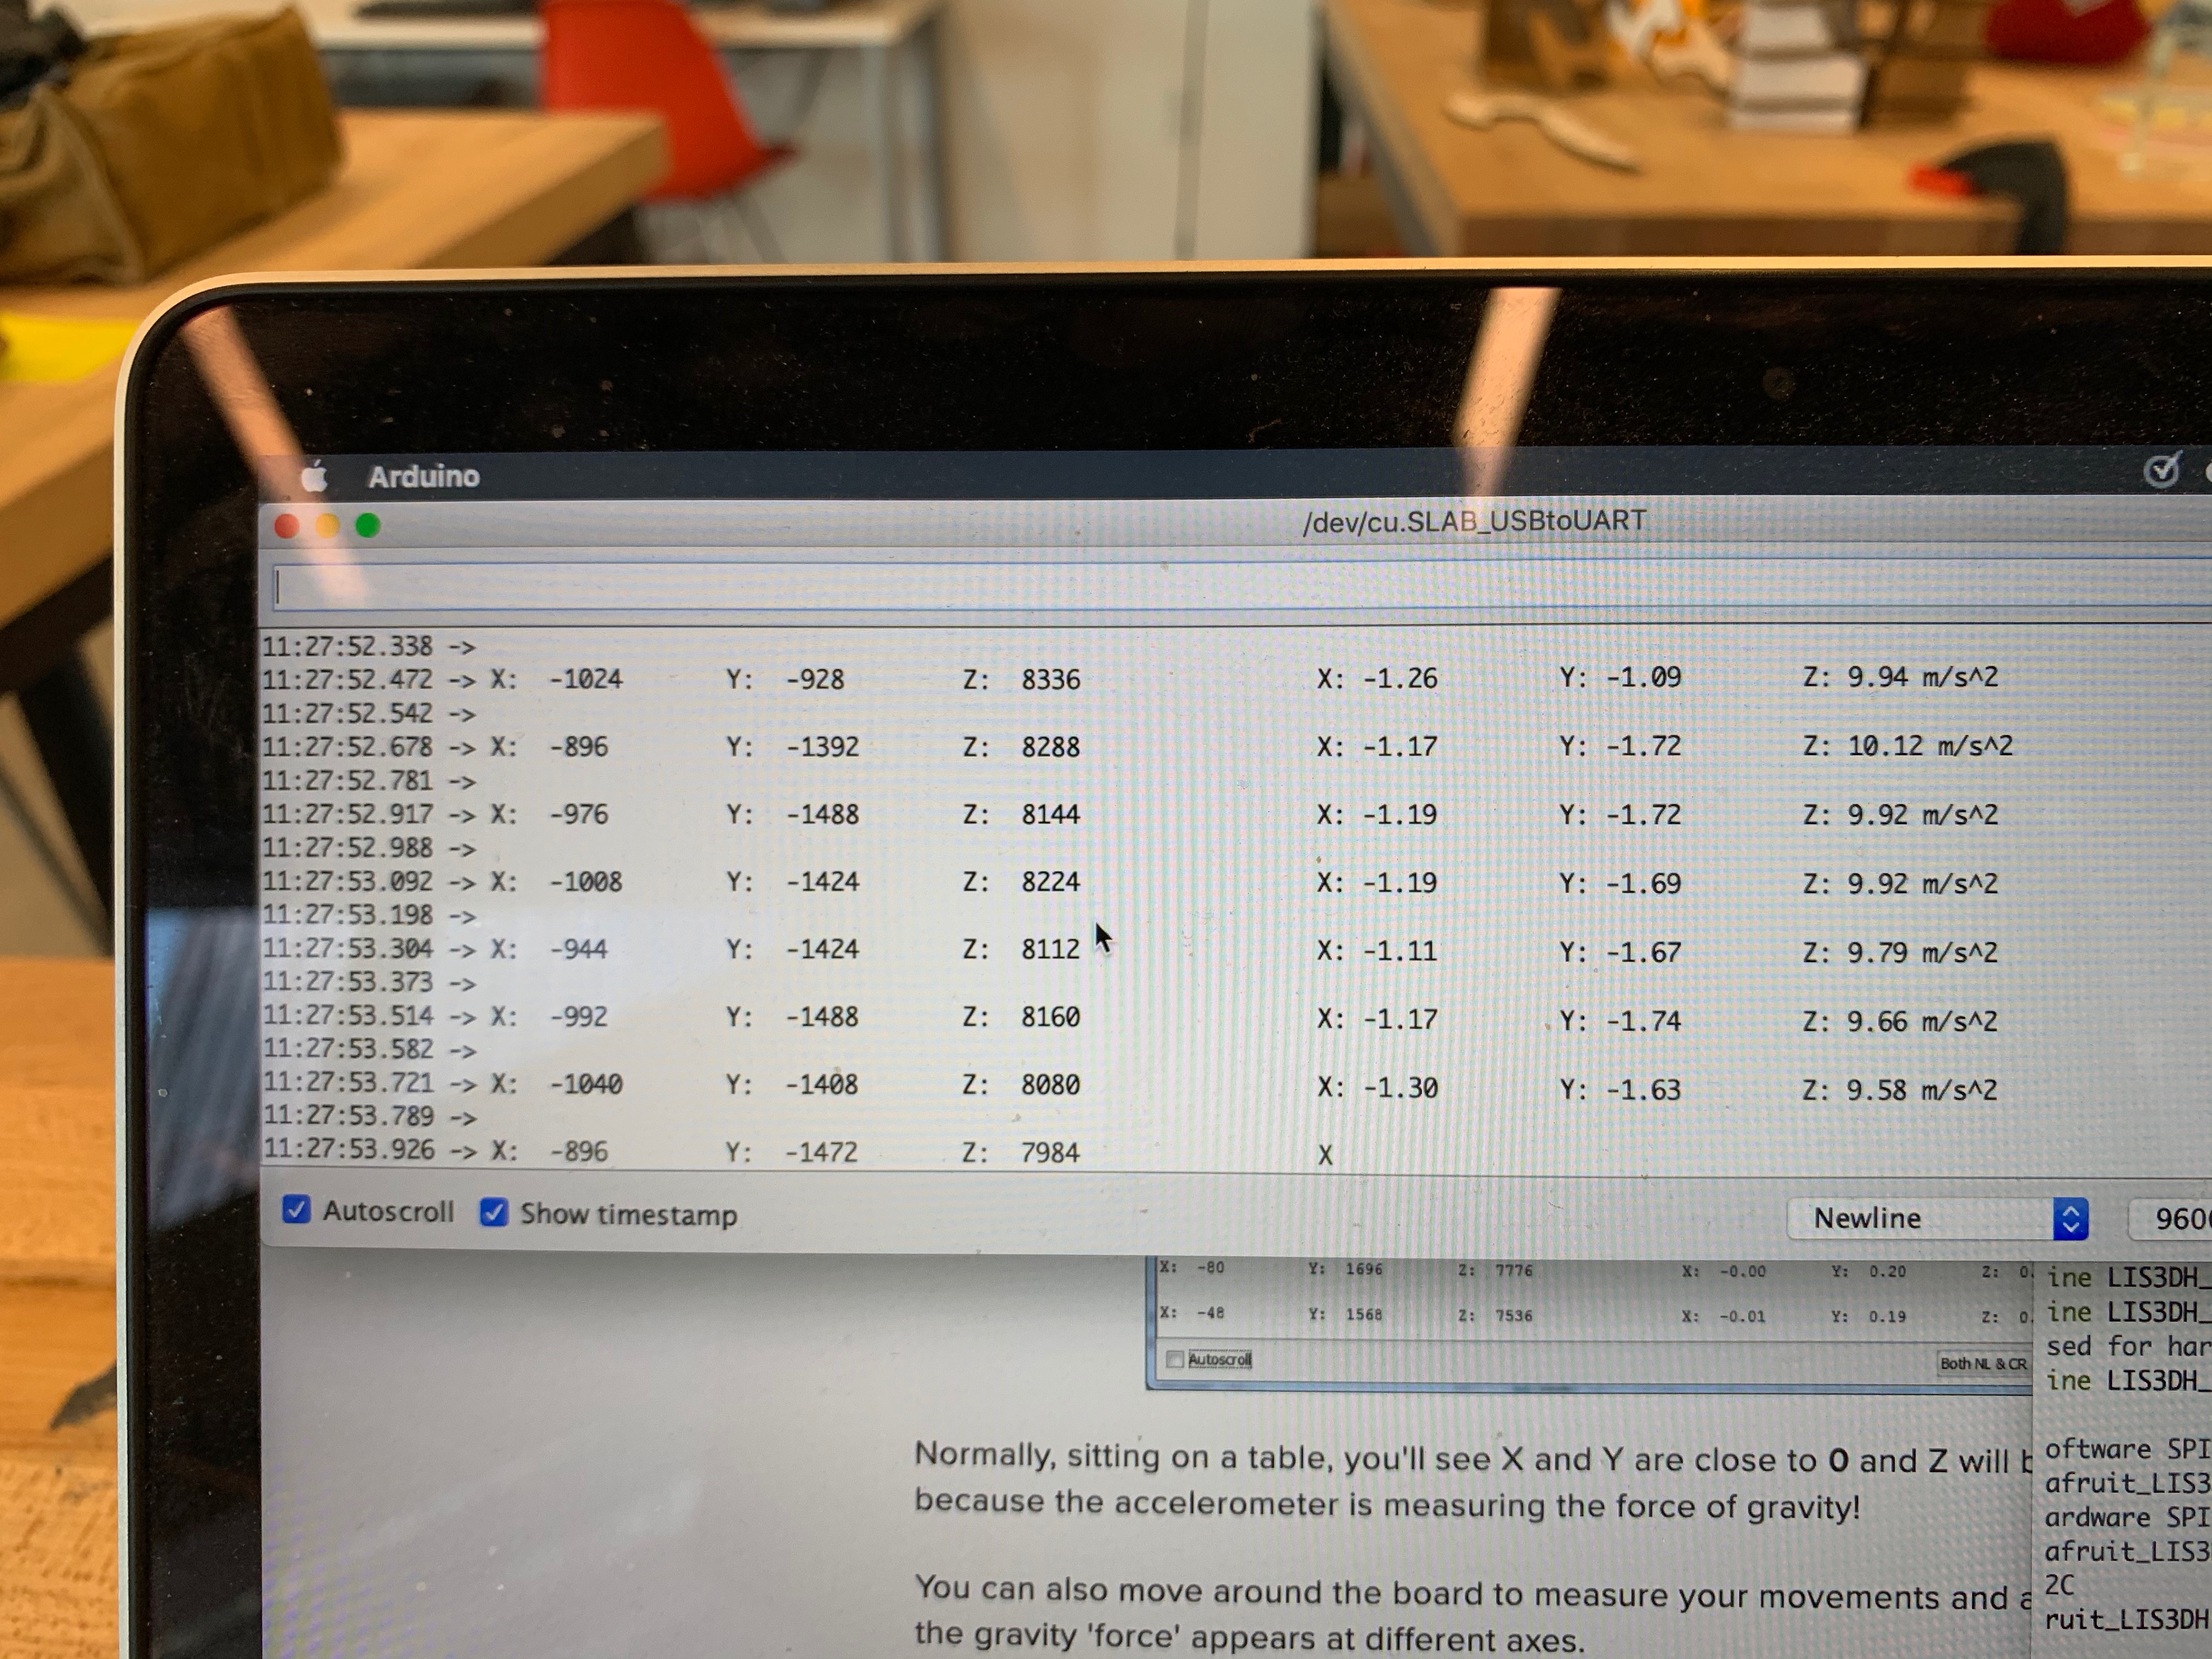 Arduino
/dev/cu.SLAB_USBtoUART
11:27:52.338 ->
11:27:52.472 -> X: -1024 Y: -928 Z: 8336 X: -1.26 Y: -1.09 Z: 9.94 m/s^2
11:27:52.542 ->
11:27:52.678 -> X: -896 Y: -1392 Z: 8288 X: -1.17 Y: -1.72 Z: 10.12 m/s^2
11:27:52.781 ->
11:27:52.917 -> X: -976 Y: -1488 Z: 8144 X: -1.19 Y: -1.72 Z: 9.92 m/s^2
11:27:52.988 ->
11:27:53.092 -> X: -1008 Y: -1424 Z: 8224 X: -1.19 Y: -1.69 Z: 9.92 m/s^2
11:27:53.198 ->
11:27:53.304 -> X: -944 Y: -1424 Z: 8112 X: -1.11 Y: -1.67 Z: 9.79 m/s^2
11:27:53.373 ->
11:27:53.514 -> X: -992 Y: -1488 Z: 8160 X: -1.17 Y: -1.74 Z: 9.66 m/s^2
11:27:53.582 ->
11:27:53.721 -> X: -1040 Y: -1408 Z: 8080 X: -1.30 Y: -1.63 Z: 9.58 m/s^2
11:27:53.789 ->
11:27:53.926 -> X: -896 Y: -1472 Z: 7984 X
Autoscroll Show timestamp Newline 960
X: -80 Y: 1696 Z: 7776 X: -0.00 Y: 0.20 Z: 0.
X: -48 Y: 1568 Z: 7536 X: -0.01 Y: 0.19 Z: 0
Autoscroll Both NL & CR
Normally, sitting on a table, you'll see X and Y are close to 0 and Z will b
because the accelerometer is measuring the force of gravity!
You can also move around the board to measure your movements and a
the gravity 'force' appears at different axes.
ine LIS3DH_
ine LIS3DH_
sed for har
ine LIS3DH_
oftware SPI
afruit_LIS3
ardware SPI
afruit_LIS3
2C
ruit_LIS3DH